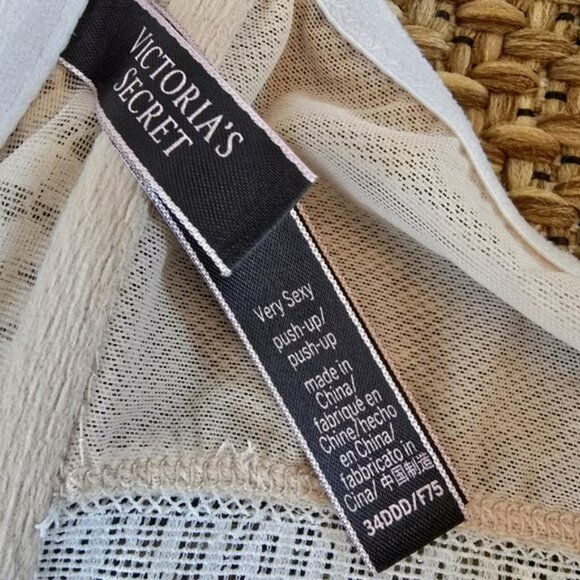 VICTORIA'S
SECRET
Very Sexy
push-up/
push-up
made in
China/
fabriqué en
Chine/hecho
en China/
fabbricato in
Cina/ 中国制造
34DDD/F75